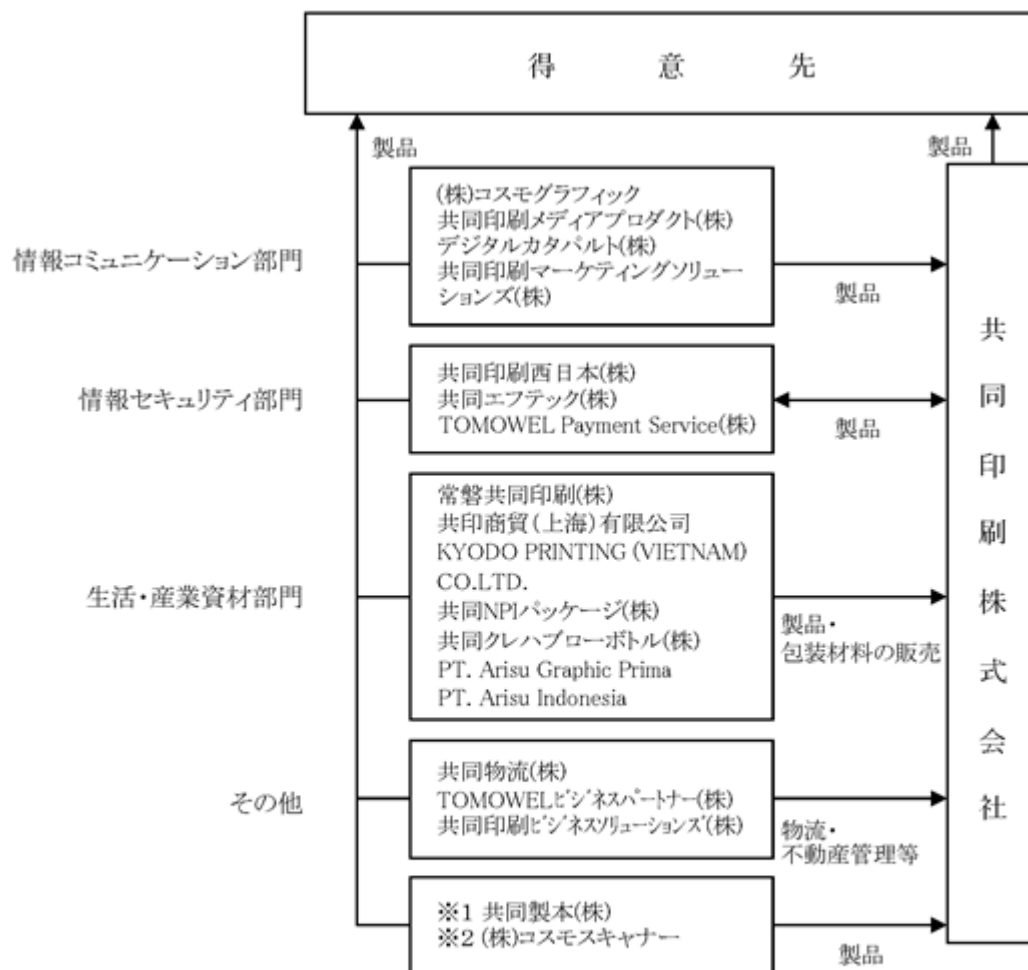 得意先
製品
製品
情報コミュニケーション部門
(株)コスモグラフィック
共同印刷メディアプロダクト(株)
デジタルカタパルト(株)
共同印刷マーケティングソリュー
ションズ(株)
製品
情報セキュリティ部門
共同印刷西日本(株)
共同エフテック(株)
TOMOWEL Payment Service(株)
製品
生活・産業資材部門
常磐共同印刷(株)
共印商貿(上海)有限公司
KYODO PRINTING (VIETNAM)
CO.LTD.
共同NPIパッケージ(株)
共同クレハブローボトル(株)
PT. Arisu Graphic Prima
PT. Arisu Indonesia
製品・
包装材料の販売
その他
共同物流(株)
TOMOWELビジネスパートナー(株)
共同印刷ビジネスソリューションズ(株)
物流・
不動産管理等
※1 共同製本(株)
※2 (株)コスモスキャナー
製品
共同印刷株式会社